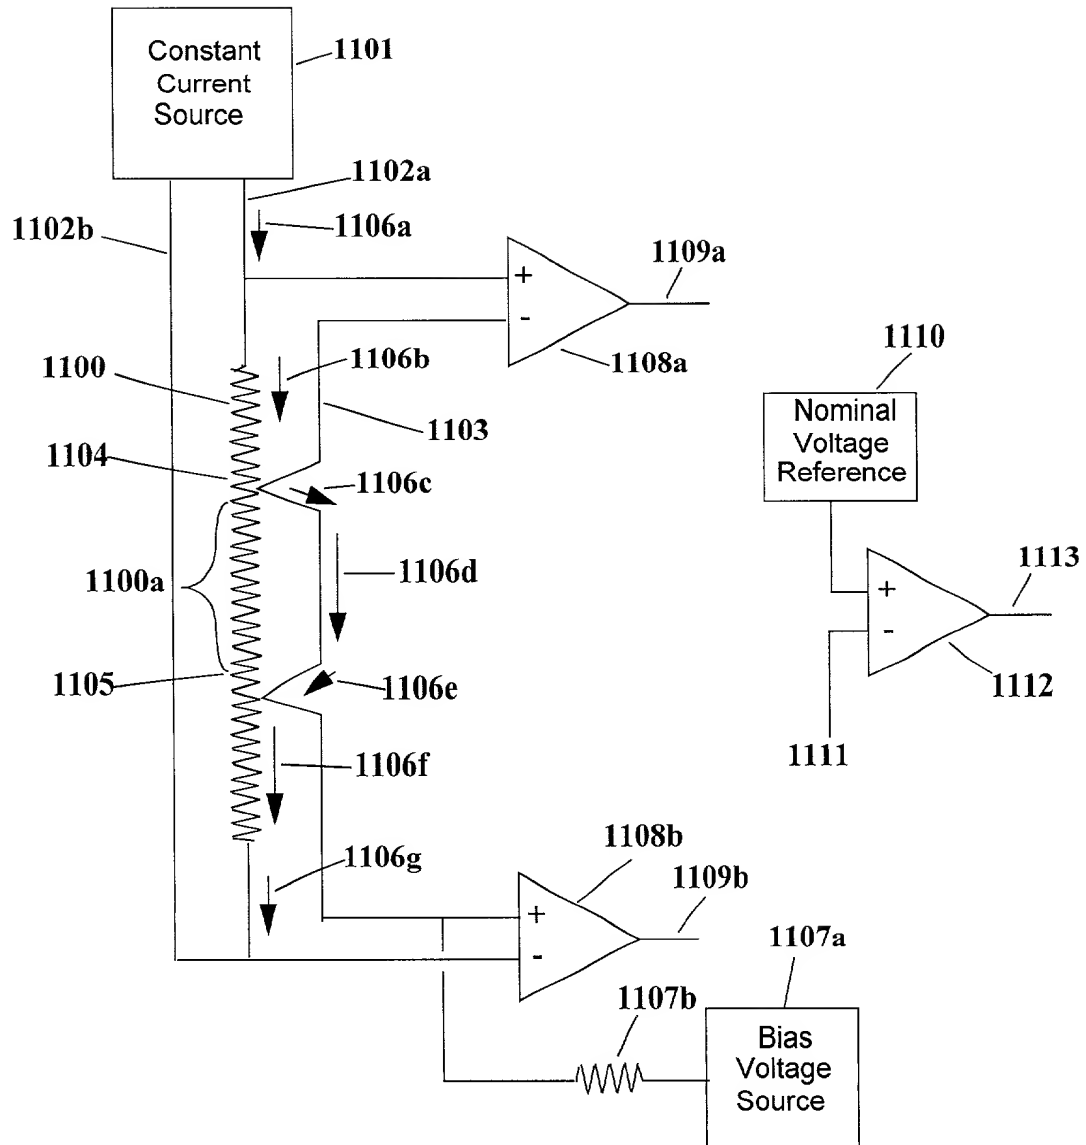 Constant
Current
Source
1101
1102a
1102b
1106a
+
-
1109a
1108a
1100
1106b
1103
1104
1106c
1100a
1106d
1105
1106e
1106f
1110
Nominal
Voltage
Reference
+
-
1113
1112
1111
1106g
1108b
+
-
1109b
1107a
1107b
Bias
Voltage
Source